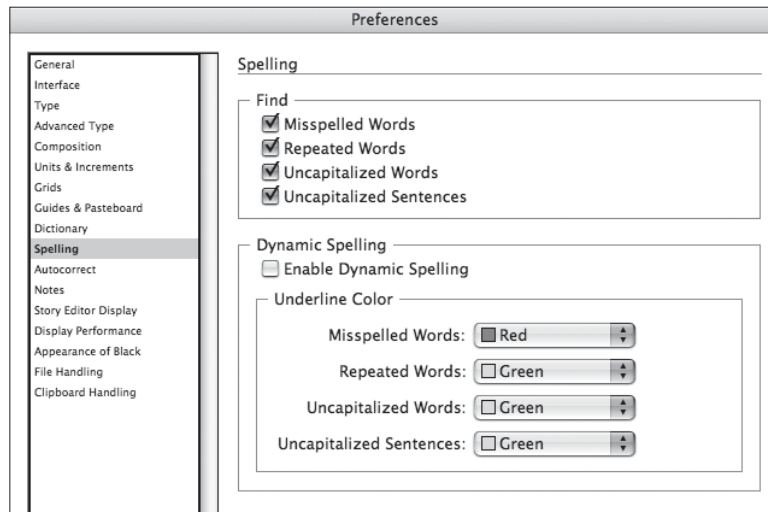 Preferences
General
Interface
Type
Advanced Type
Composition
Units & Increments
Grids
Guides & Pasteboard
Dictionary
Spelling
Autocorrect
Notes
Story Editor Display
Display Performance
Appearance of Black
File Handling
Clipboard Handling
Spelling
Find
Misspelled Words
Repeated Words
Uncapitalized Words
Uncapitalized Sentences
Dynamic Spelling
Enable Dynamic Spelling
Underline Color
Misspelled Words: Red
Repeated Words: Green
Uncapitalized Words: Green
Uncapitalized Sentences: Green